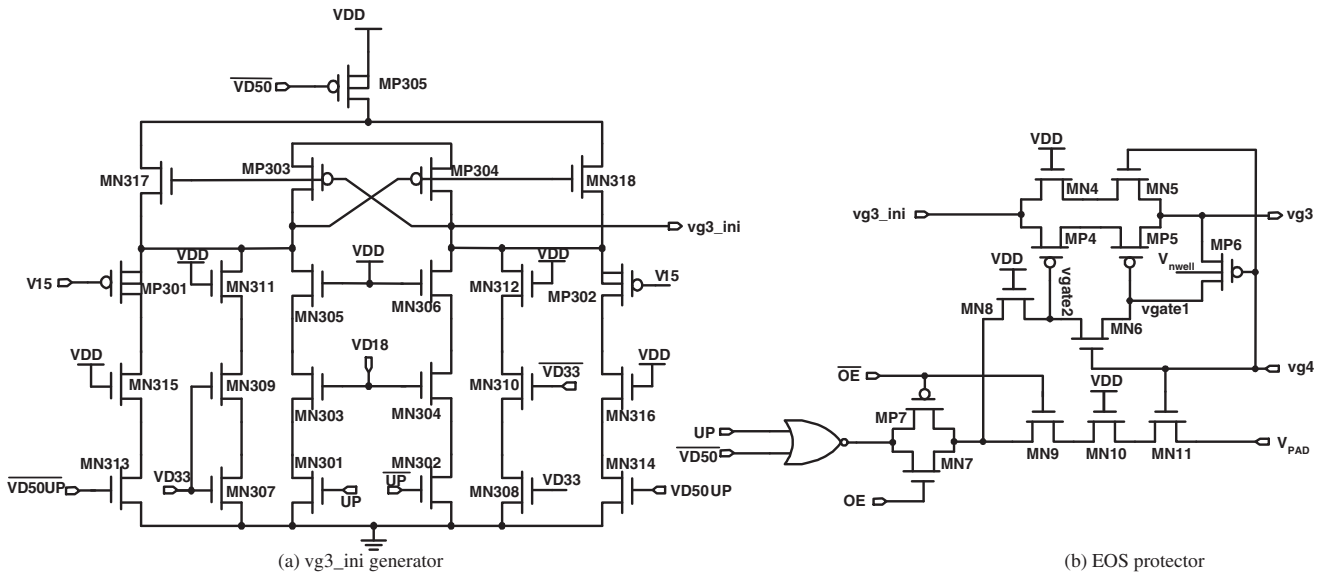 VDD
VD50
MP305
MN317
MP303
MP304
MN318
vg3_ini
V15
MP301
VDD
MN311
MN305
VDD
MN306
MN312
VDD
MP302
V15
VDD
MN315
MN309
MN303
VD18
MN304
MN310
VD33
VDD
MN316
MN313
VD50UP
VD33
MN307
MN301
UP
MN302
UP
MN308
VD33
MN314
VD50UP
(a) vg3_ini generator
VDD
MN4
MN5
vg3_ini
vg3
MP4
MP5
MP6
Vnwell
VDD
MN8
vgate2
MN6
vgate1
OE
VDD
vg4
MP7
UP
VD50
MN7
MN9
MN10
MN11
VPAD
OE
(b) EOS protector